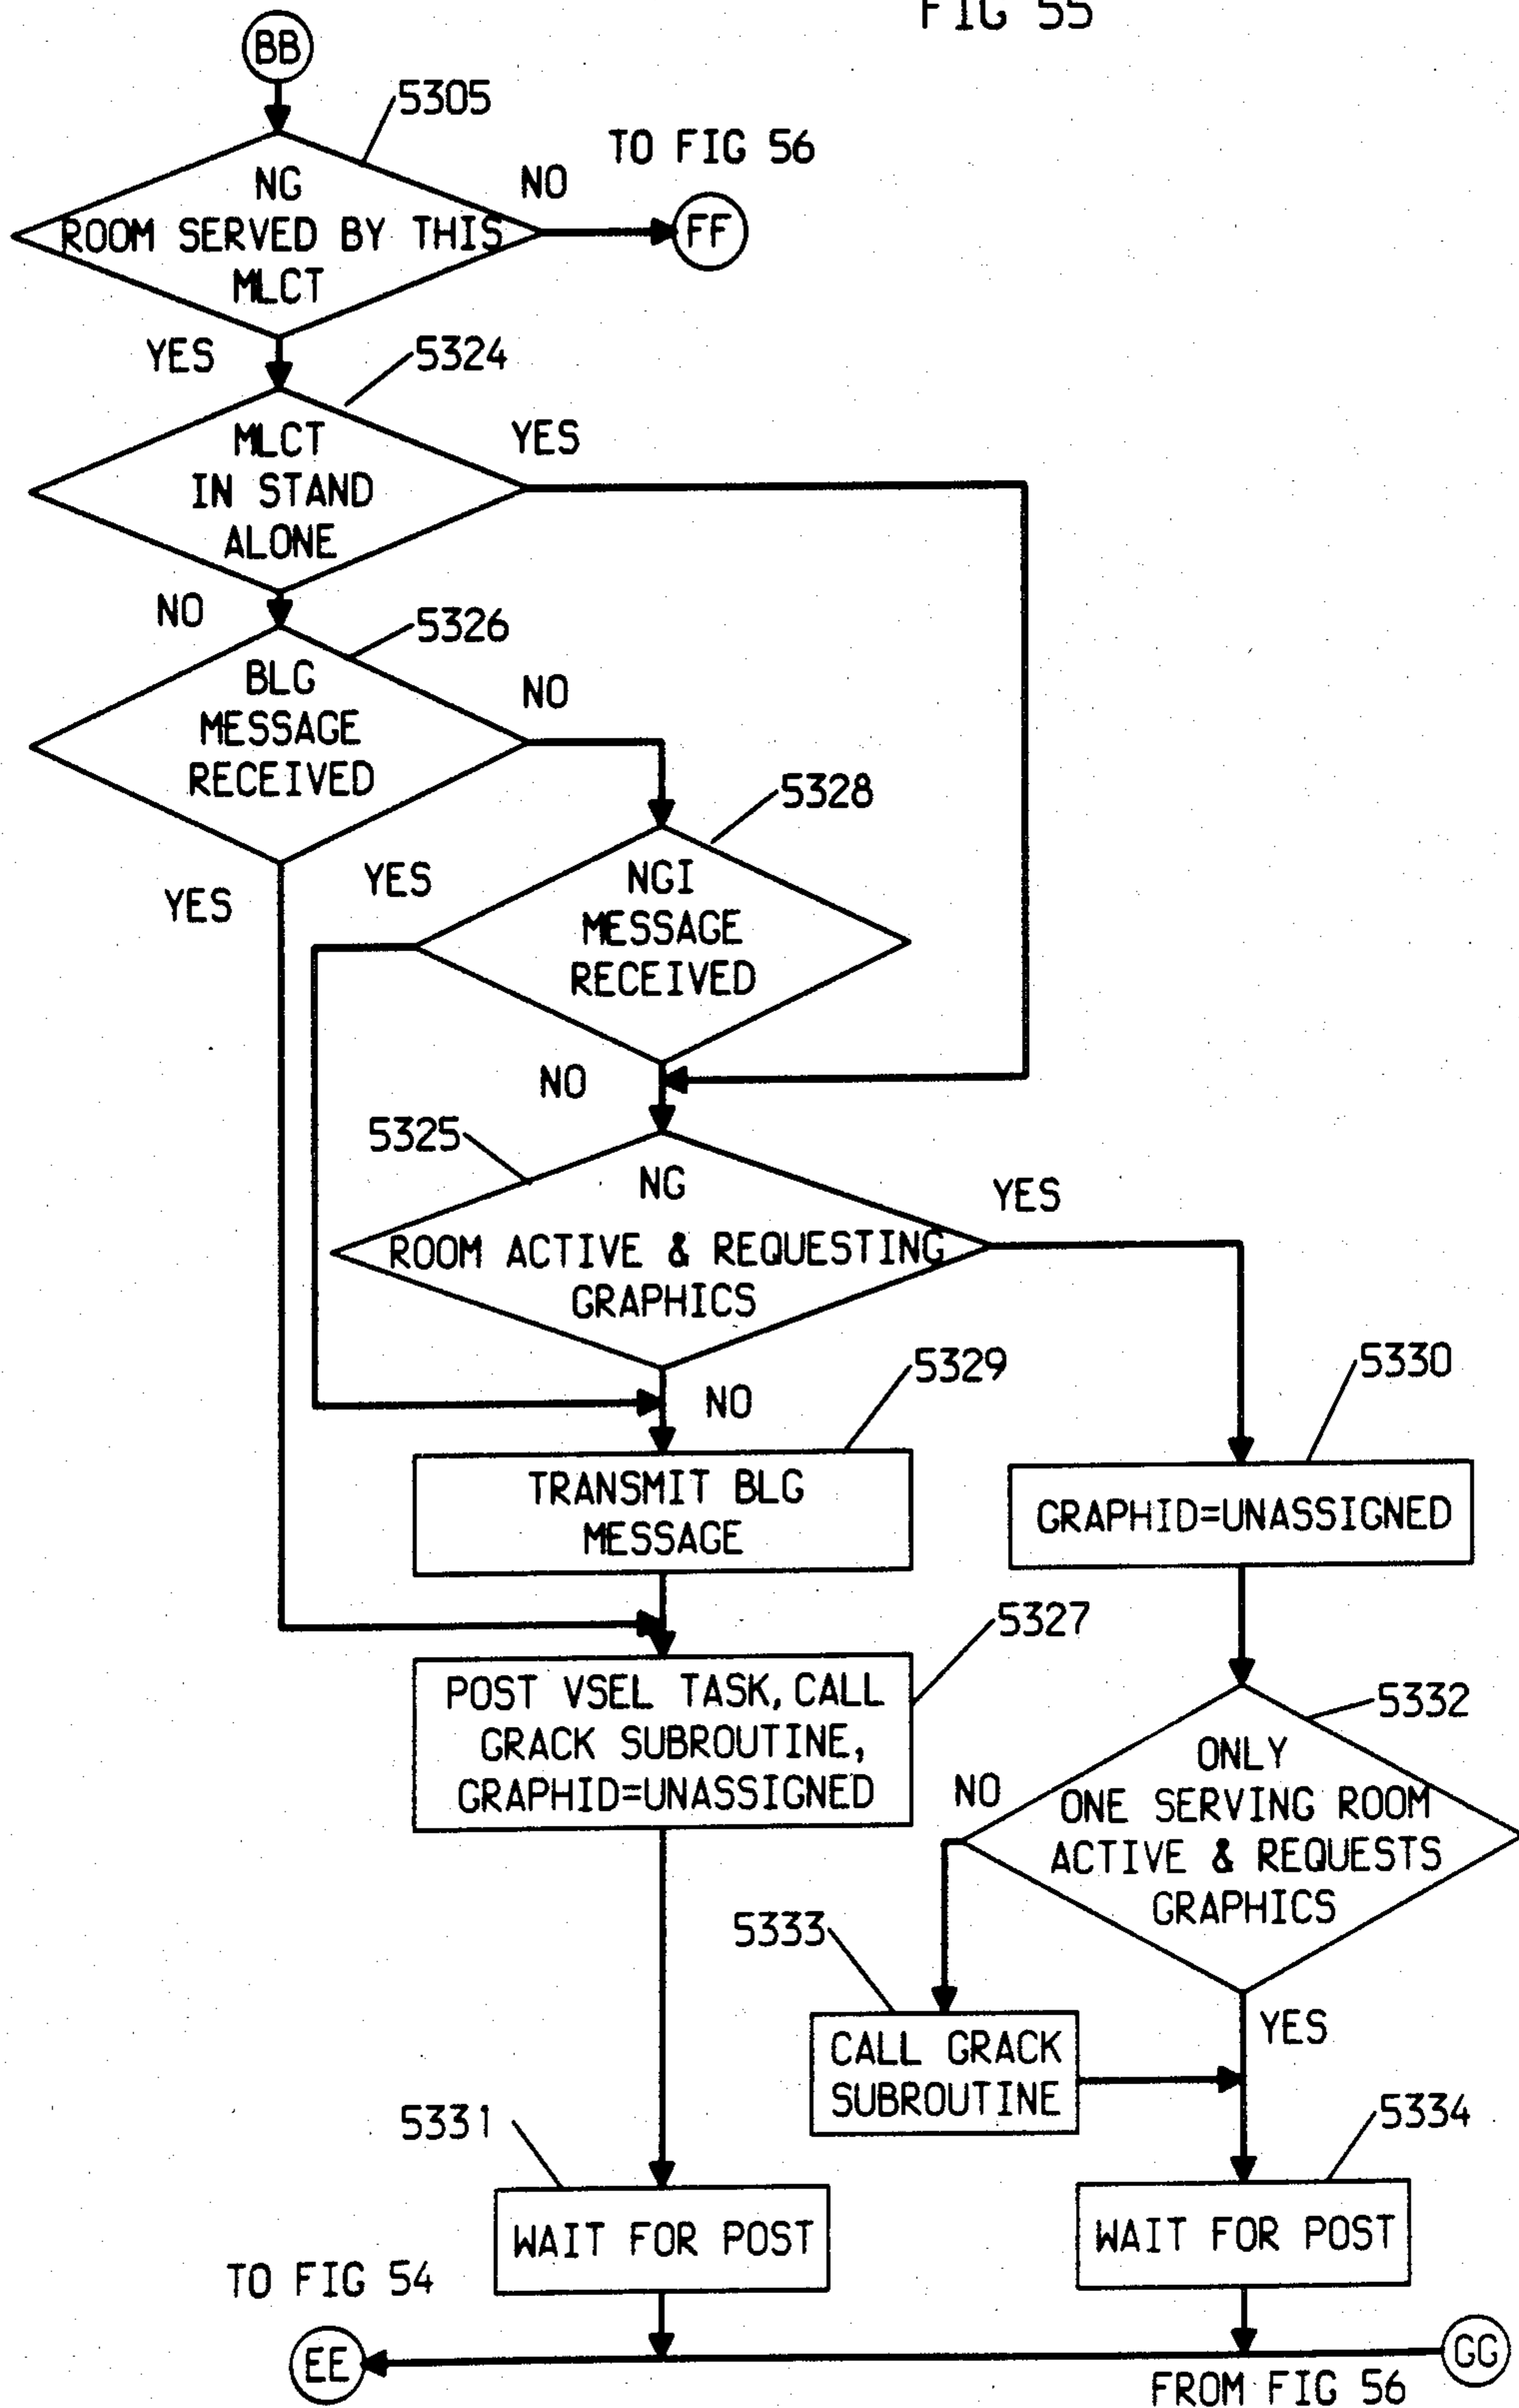 FIG 55
BB
5305
TO FIG 56
NG
ROOM SERVED BY THIS
MLCT
NO
FF
YES
5324
MLCT
IN STAND
ALONE
YES
NO
5326
BLG
MESSAGE
RECEIVED
NO
5328
YES
YES
NGI
MESSAGE
RECEIVED
NO
5325
NG
ROOM ACTIVE & REQUESTING
GRAPHICS
YES
5329
5330
NO
TRANSMIT BLG
MESSAGE
GRAPHID=UNASSIGNED
5327
POST VSEL TASK, CALL
GRACK SUBROUTINE,
GRAPHID=UNASSIGNED
5332
ONLY
ONE SERVING ROOM
ACTIVE & REQUESTS
GRAPHICS
NO
5333
YES
CALL GRACK
SUBROUTINE
5331
5334
WAIT FOR POST
WAIT FOR POST
TO FIG 54
EE
GG
FROM FIG 56